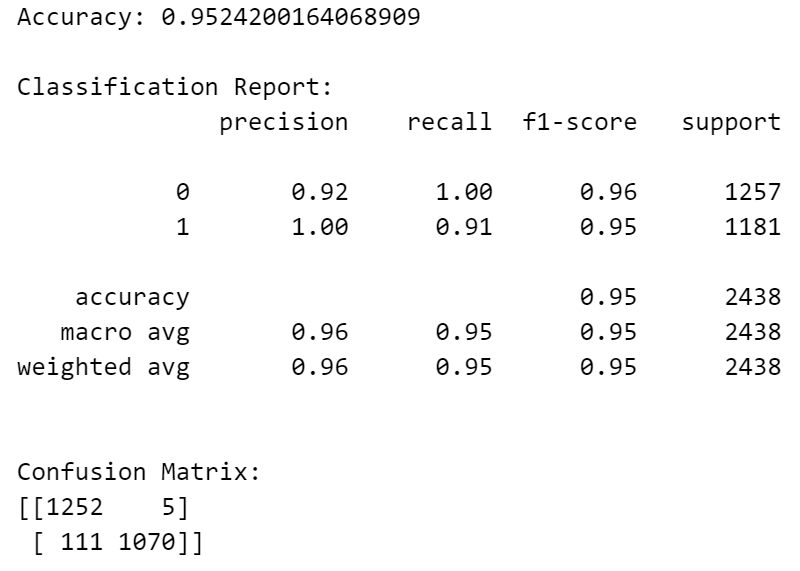 Accuracy: 0.9524200164068909
Classification Report:
precision recall f1-score support
0 0.92 1.00 0.96 1257
1 1.00 0.91 0.95 1181
accuracy 0.95 2438
macro avg 0.96 0.95 0.95 2438
weighted avg 0.96 0.95 0.95 2438
Confusion Matrix:
[[1252 5]
[ 111 1070]]